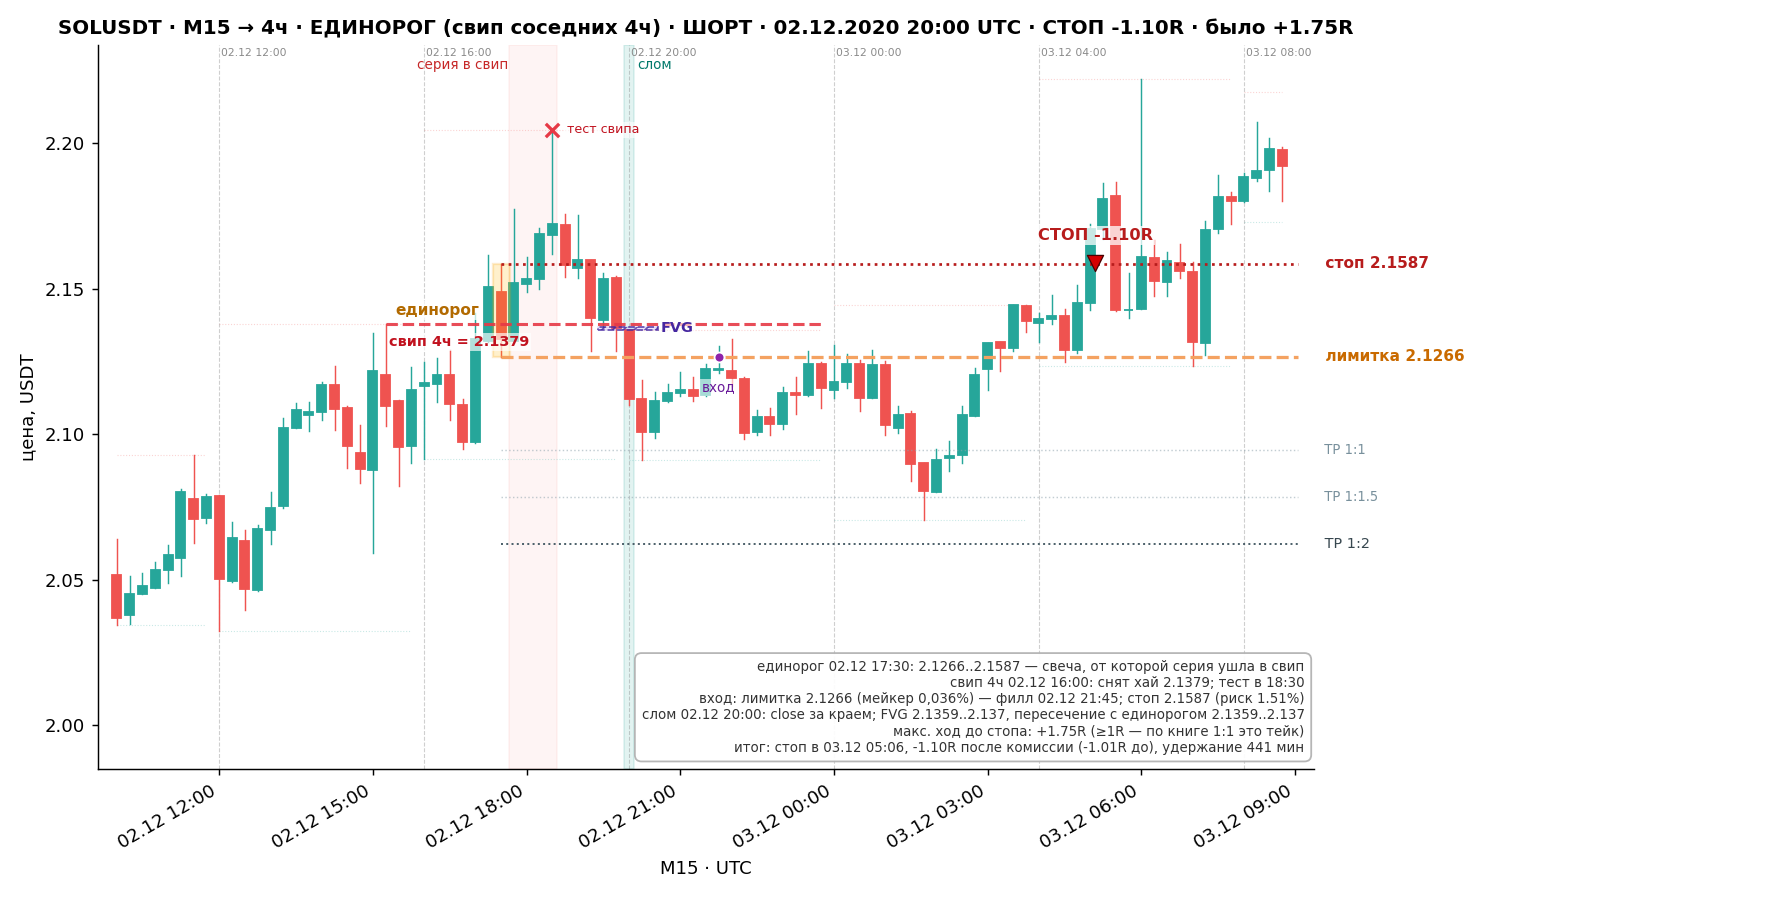 SOLUSDT · M15 → 4ч · ЕДИНОРОГ (свип соседних 4ч) · ШОРТ · 02.12.2020 20:00 UTC · СТОП -1.10R · было +1.75R
02.12 12:00
02.12 16:00
02.12 20:00
03.12 00:00
03.12 04:00
03.12 08:00
серия в свип
слом
тест свипа
2.20
2.15
2.10
2.05
2.00
цена, USDT
СТОП -1.10R
стоп 2.1587
единорог
свип 4ч = 2.1379
FVG
лимитка 2.1266
вход
TP 1:1
TP 1:1.5
TP 1:2
единорог 02.12 17:30: 2.1266..2.1587 — свеча, от которой серия ушла в свип
свип 4ч 02.12 16:00: снят хай 2.1379; тест в 18:30
вход: лимитка 2.1266 (мейкер 0,036%) — филл 02.12 21:45; стоп 2.1587 (риск 1.51%)
слом 02.12 20:00: close за краем; FVG 2.1359..2.137, пересечение с единорогом 2.1359..2.137
макс. ход до стопа: +1.75R (≥1R — по книге 1:1 это тейк)
итог: стоп в 03.12 05:06, -1.10R после комиссии (-1.01R до), удержание 441 мин
02.12 12:00
02.12 15:00
02.12 18:00
02.12 21:00
03.12 00:00
03.12 03:00
03.12 06:00
03.12 09:00
M15 · UTC